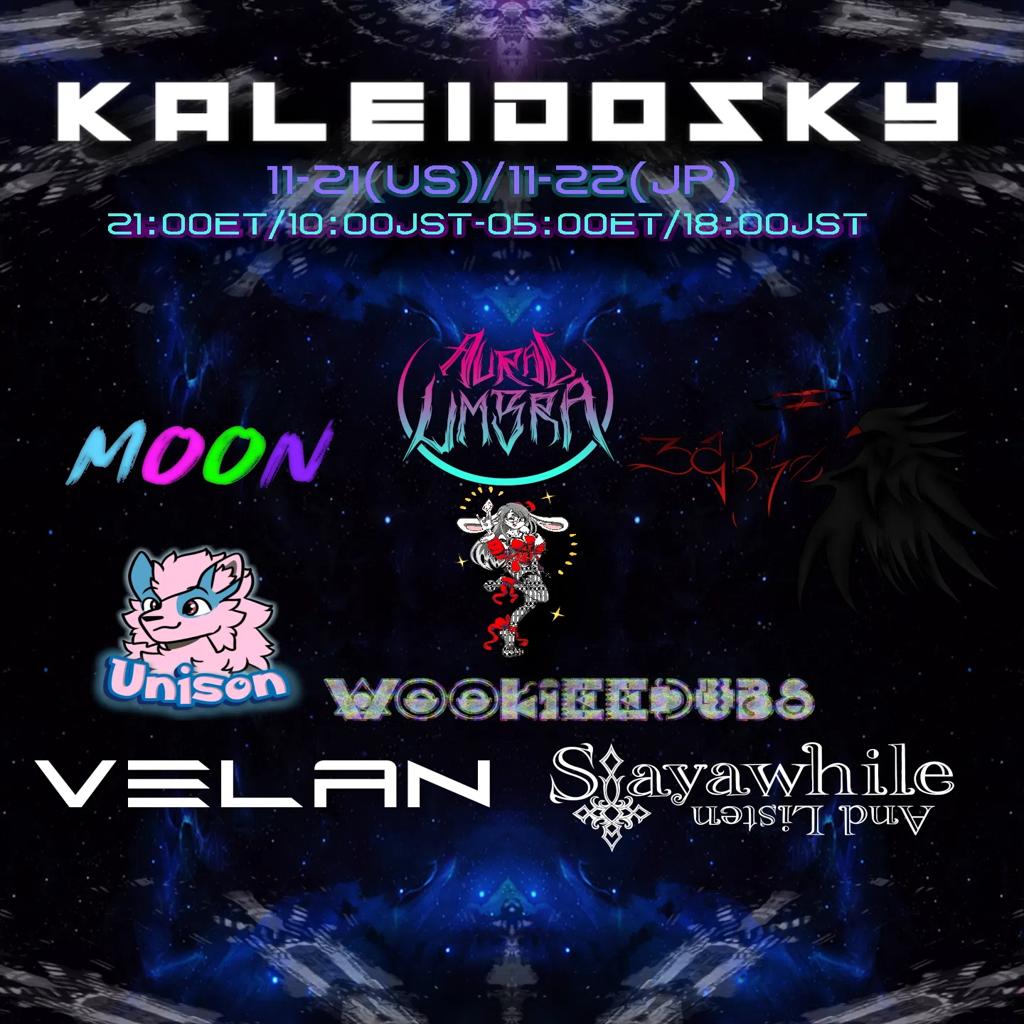 KALEIDOSKY
11-21(US)/11-22(JP)
21:00ET/10:00JST-05:00ET/18:00JST
AURAL
UMBRA
MOON
Unison
WOOKiEEDUBS
VELAN
Stayawhile
And Listen